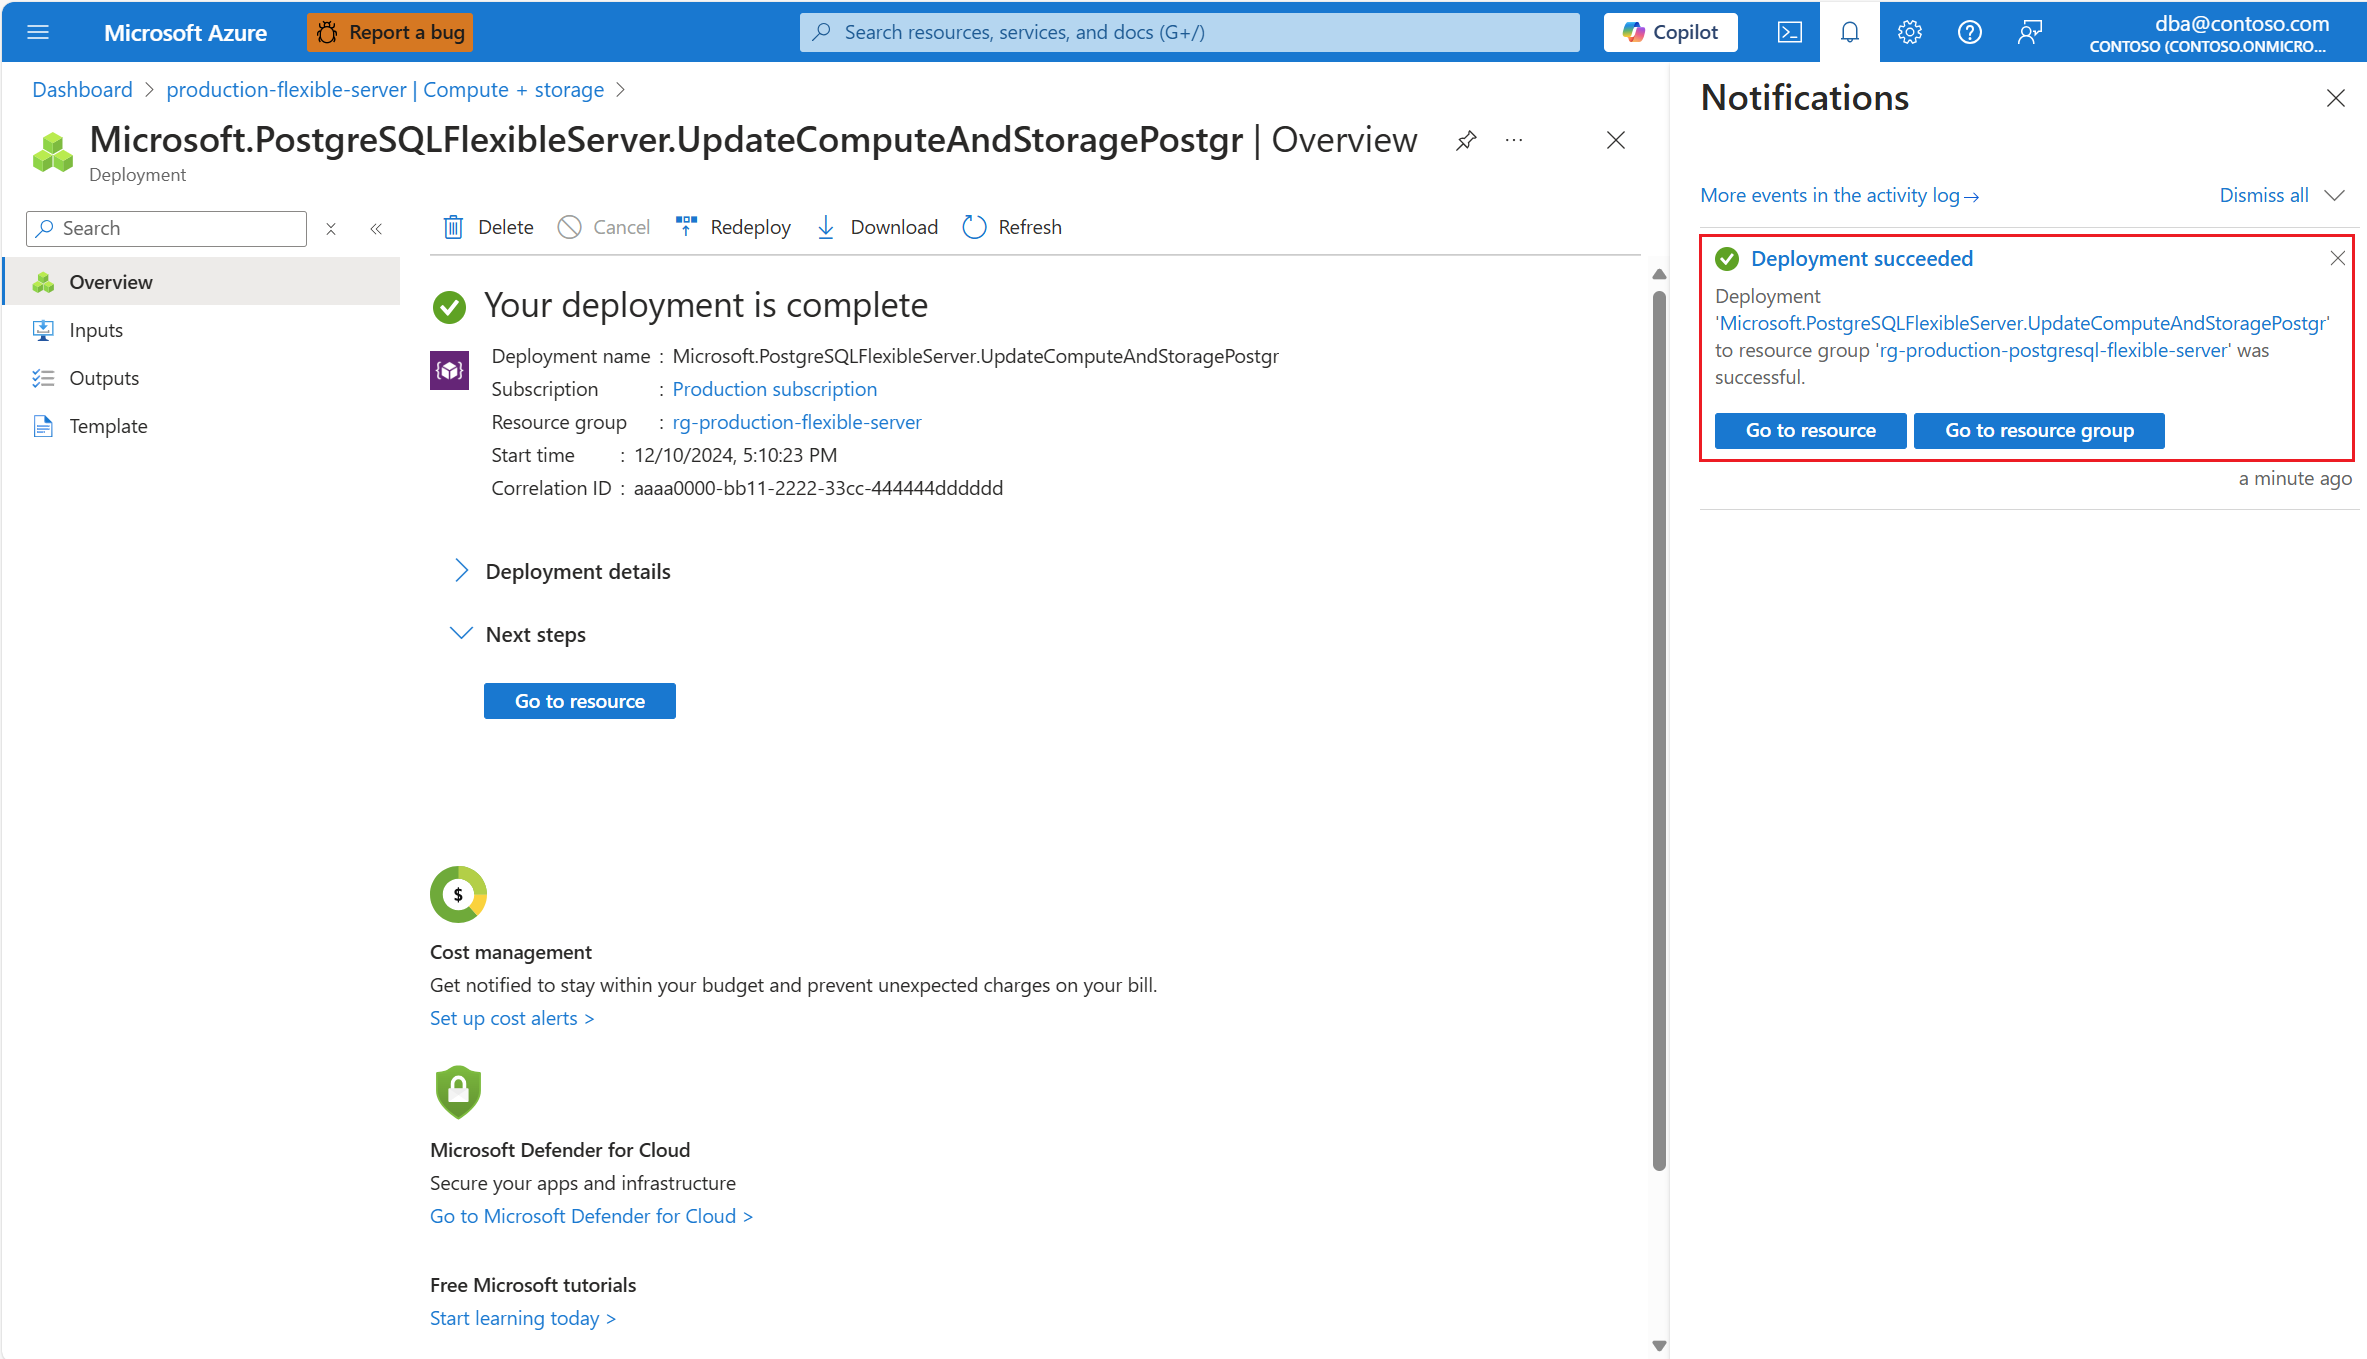 Microsoft Azure
Report a bug
Search resources, services, and docs (G+/)
Copilot
dba@contoso.com
CONTOSO (CONTOSO.ONMICRO...
Dashboard > production-flexible-server | Compute + storage >
Microsoft.PostgreSQLFlexibleServer.UpdateComputeAndStoragePostgr | Overview
Deployment
Search
Overview
Inputs
Outputs
Template
Delete
Cancel
Redeploy
Download
Refresh
Your deployment is complete
Deployment name : Microsoft.PostgreSQLFlexibleServer.UpdateComputeAndStoragePostgr
Subscription : Production subscription
Resource group : rg-production-flexible-server
Start time : 12/10/2024, 5:10:23 PM
Correlation ID : aaaa0000-bb11-2222-33cc-444444dddddd
Deployment details
Next steps
Go to resource
$
Cost management
Get notified to stay within your budget and prevent unexpected charges on your bill.
Set up cost alerts >
Microsoft Defender for Cloud
Secure your apps and infrastructure
Go to Microsoft Defender for Cloud >
Free Microsoft tutorials
Start learning today >
Notifications
More events in the activity log →
Dismiss all
Deployment succeeded
Deployment
'Microsoft.PostgreSQLFlexibleServer.UpdateComputeAndStoragePostgr'
to resource group 'rg-production-postgresql-flexible-server' was
successful.
Go to resource
Go to resource group
a minute ago